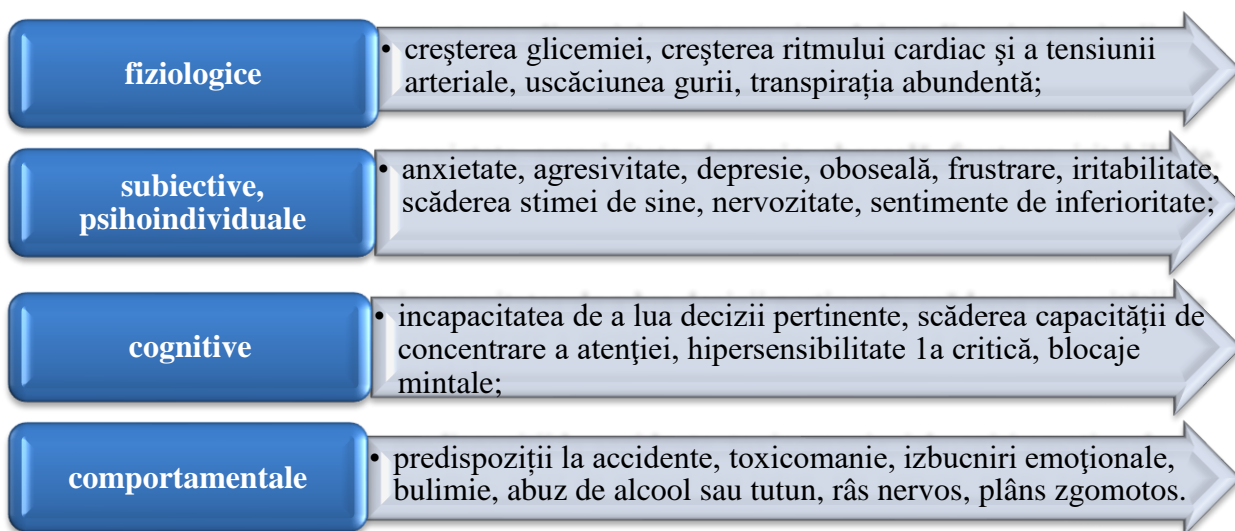 fiziologice
• creşterea glicemiei, creşterea ritmului cardiac şi a tensiunii
arteriale, uscăciunea gurii, transpirația abundentă;
subiective,
psihoindividuale
• anxietate, agresivitate, depresie, oboseală, frustrare, iritabilitate,
scăderea stimei de sine, nervozitate, sentimente de inferioritate;
cognitive
• incapacitatea de a lua decizii pertinente, scăderea capacității de
concentrare a atenţiei, hipersensibilitate 1a critică, blocaje
mintale;
comportamentale
• predispoziții la accidente, toxicomanie, izbucniri emoţionale,
bulimie, abuz de alcool sau tutun, râs nervos, plâns zgomotos.